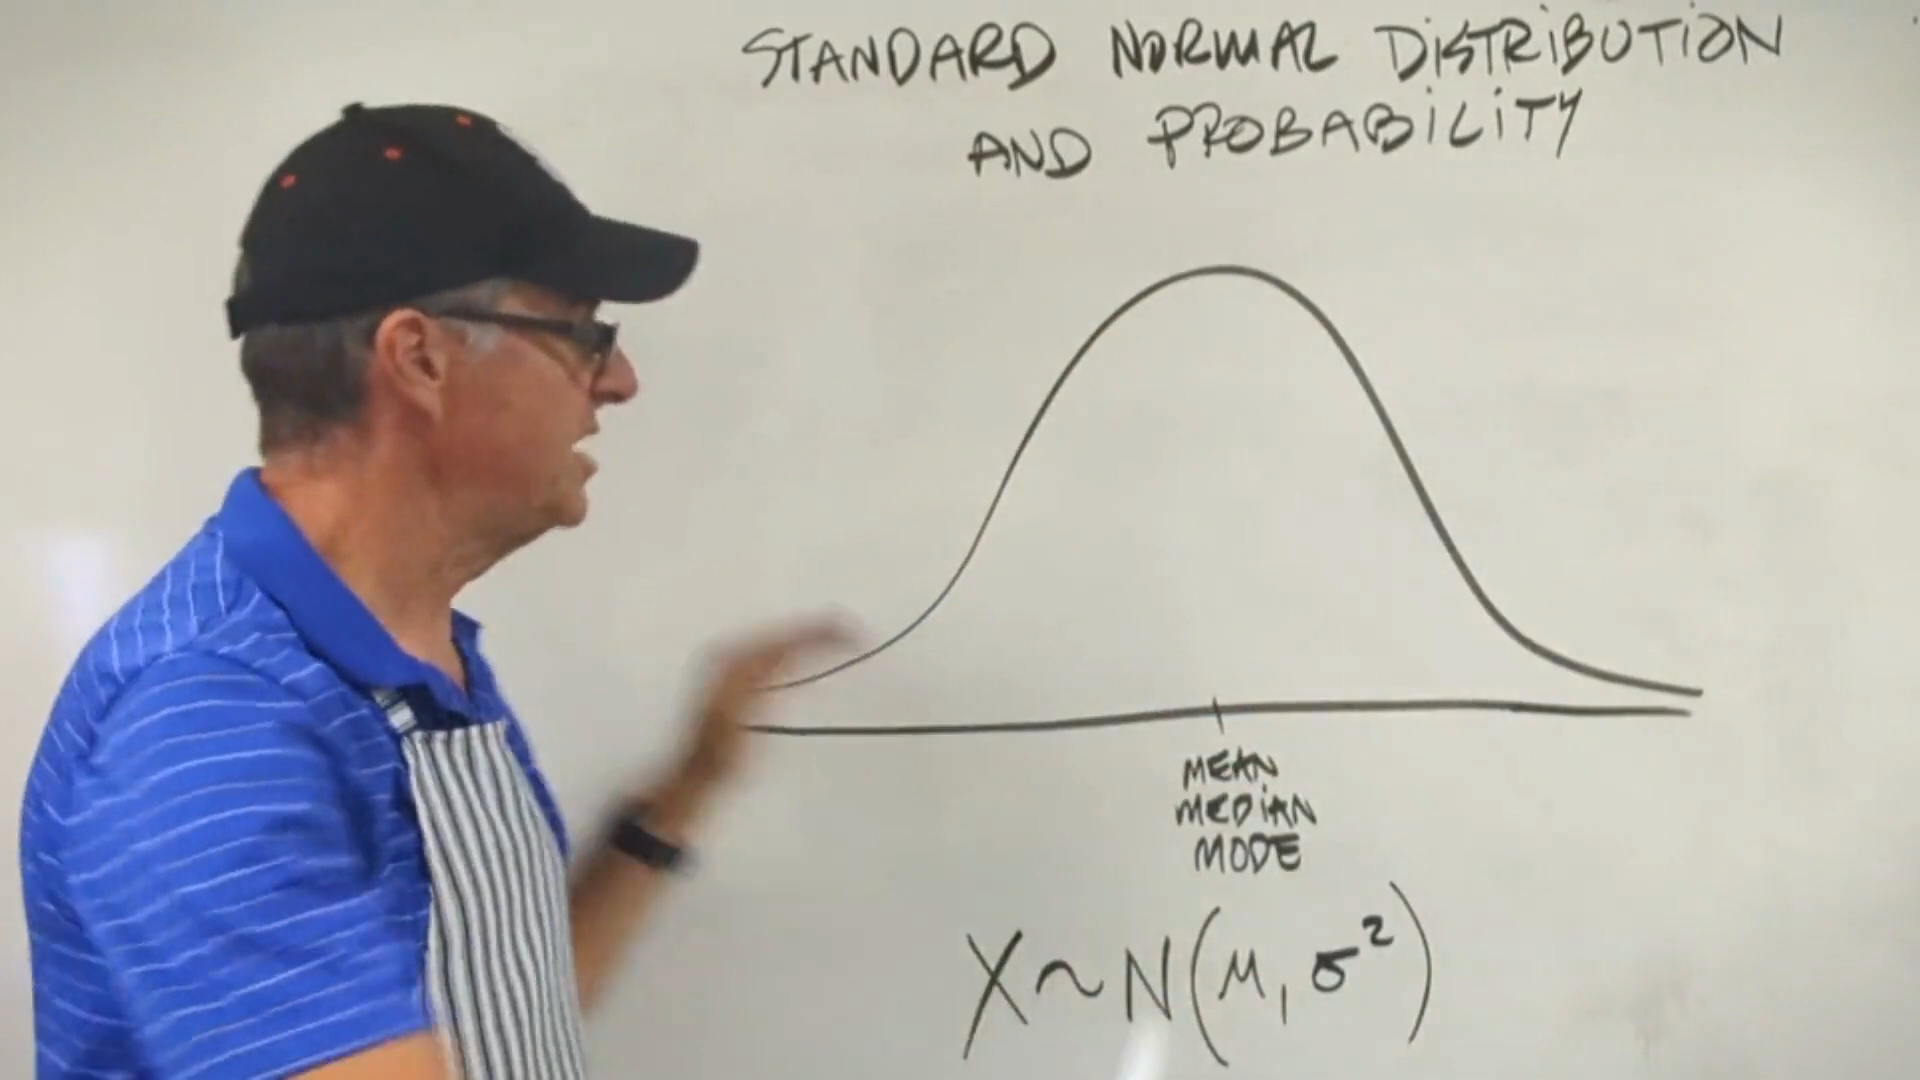 STANDARD NORMAL DISTRIBUTION
AND PROBABILITY
MEAN
MEDIAN
MODE
X~N(μ, σ²)